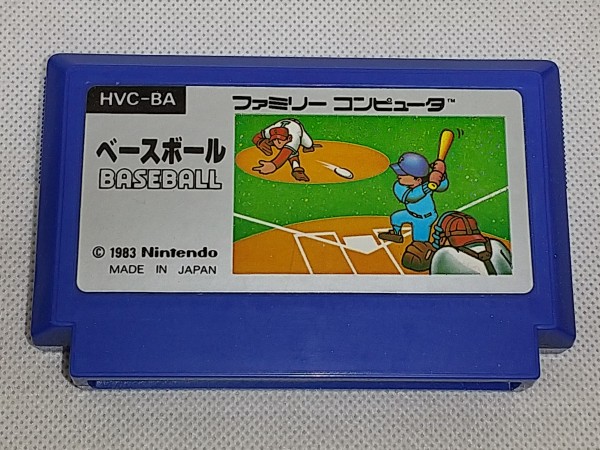 HVC-BA
ファミリー コンピュータ™
ベースボール
BASEBALL
© 1983 Nintendo
MADE IN JAPAN